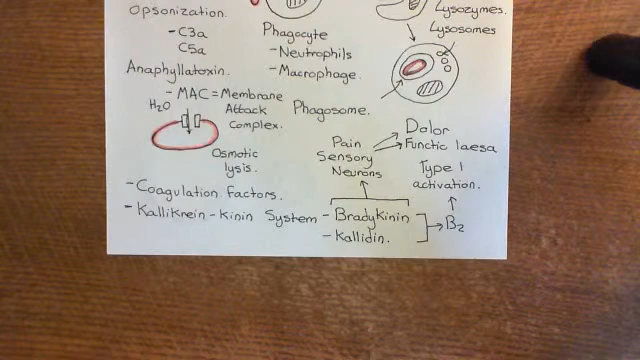 Opsonization.
- C3a
C5a
Anaphyllatoxin.
- MAC = Membrane
Attack
Complex.
H₂O
Osmotic
lysis.
- Coagulation Factors.
- Kallikrein - Kinin System - Bradykinin
- Kallidin.
Phagocyte
- Neutrophils
- Macrophage.
Phagosome.
Lysozymes.
Lysosomes
Pain
Sensory
Neurons
Dolor
Functic laesa
Type 1
activation.
B₂